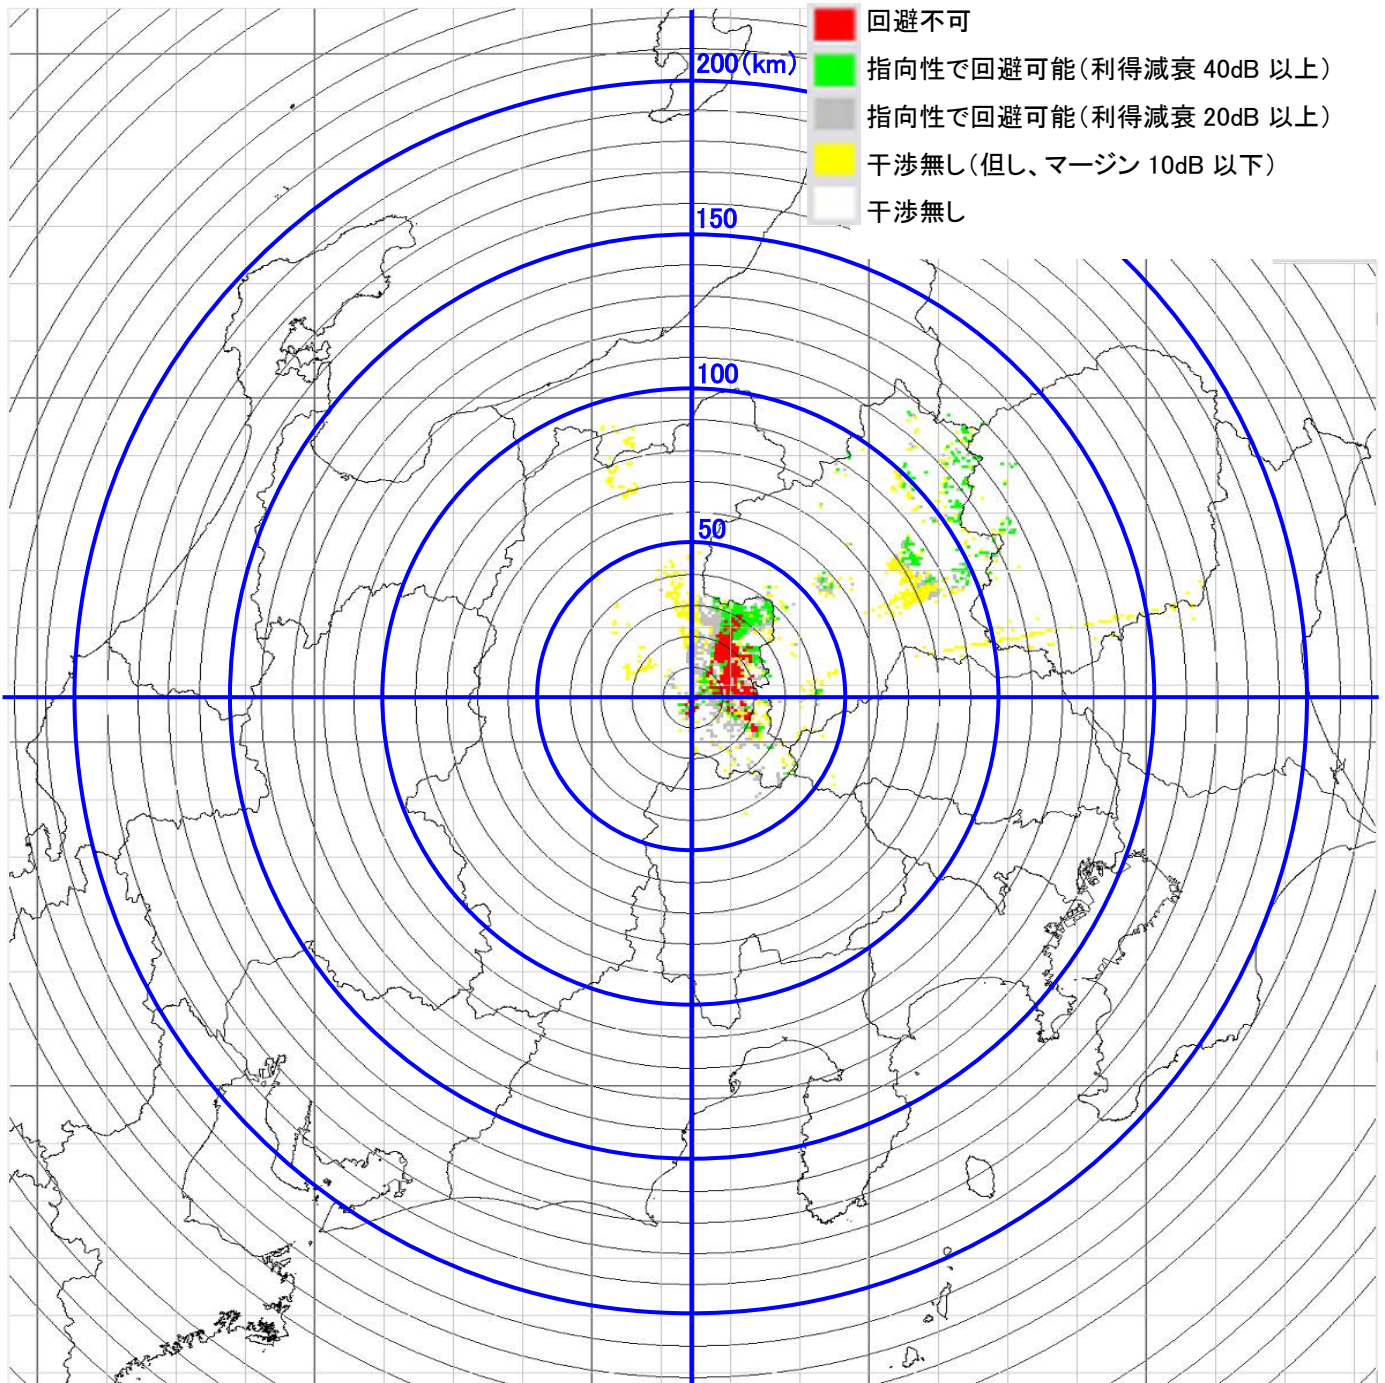 回避不可
指向性で回避可能（利得減衰 40dB 以上）
指向性で回避可能（利得減衰 20dB 以上）
干渉無し（但し、マージン 10dB 以下）
干渉無し
200(km)
150
100
50